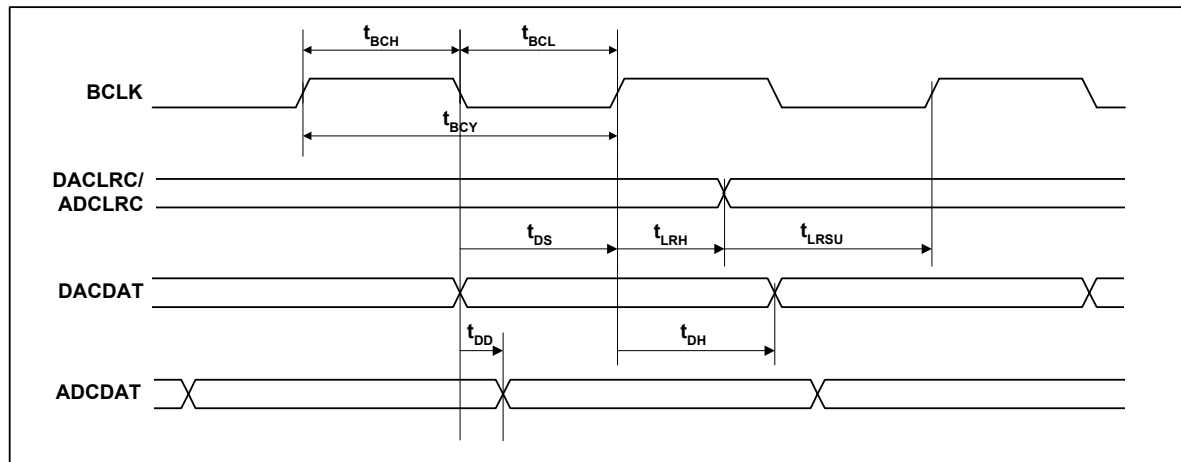 tBCH tBCL
BCLK
tBCY
DACLRC/
ADCLRC
tDS tLRH tLRSU
DACDAT
tDD tDH
ADCDAT